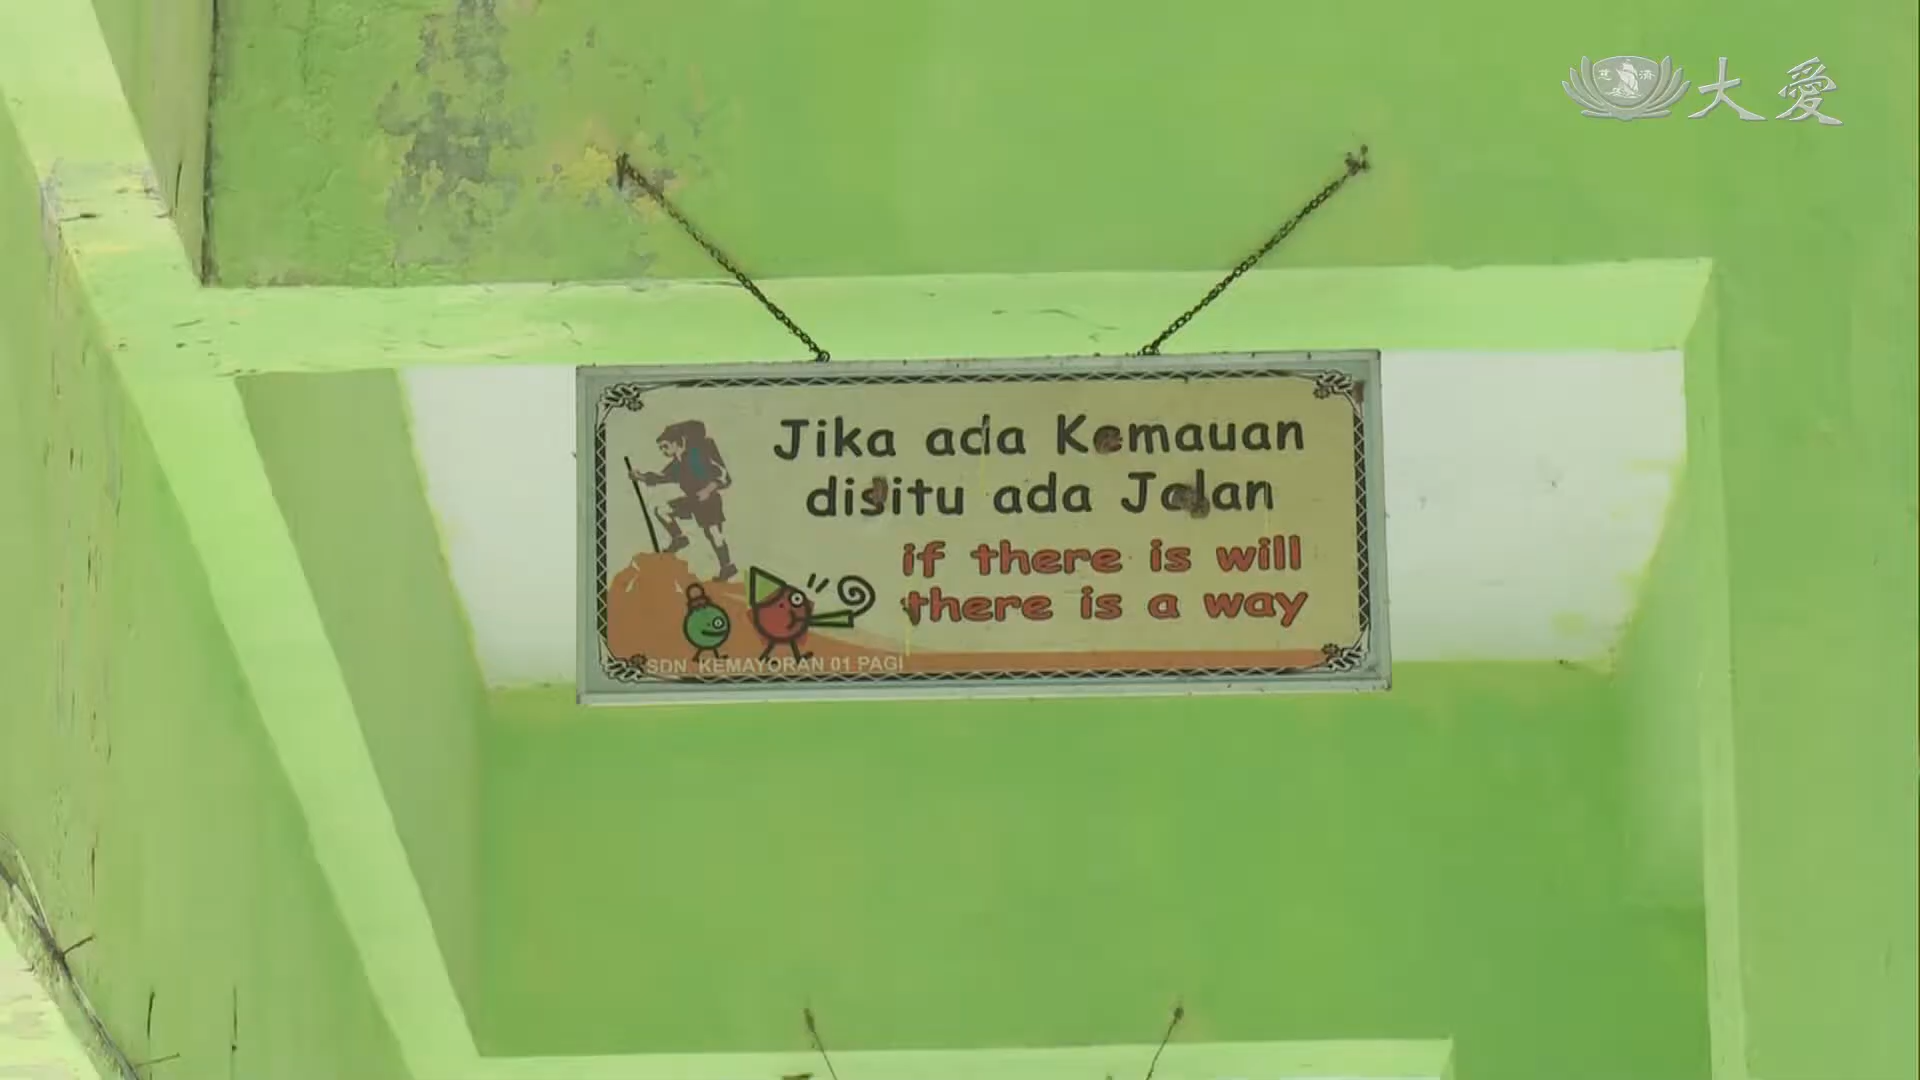 大愛
Jika ada Kemauan
disitu ada Jalan
if there is will
there is a way
SDN KEMAYORAN 01 PAGI